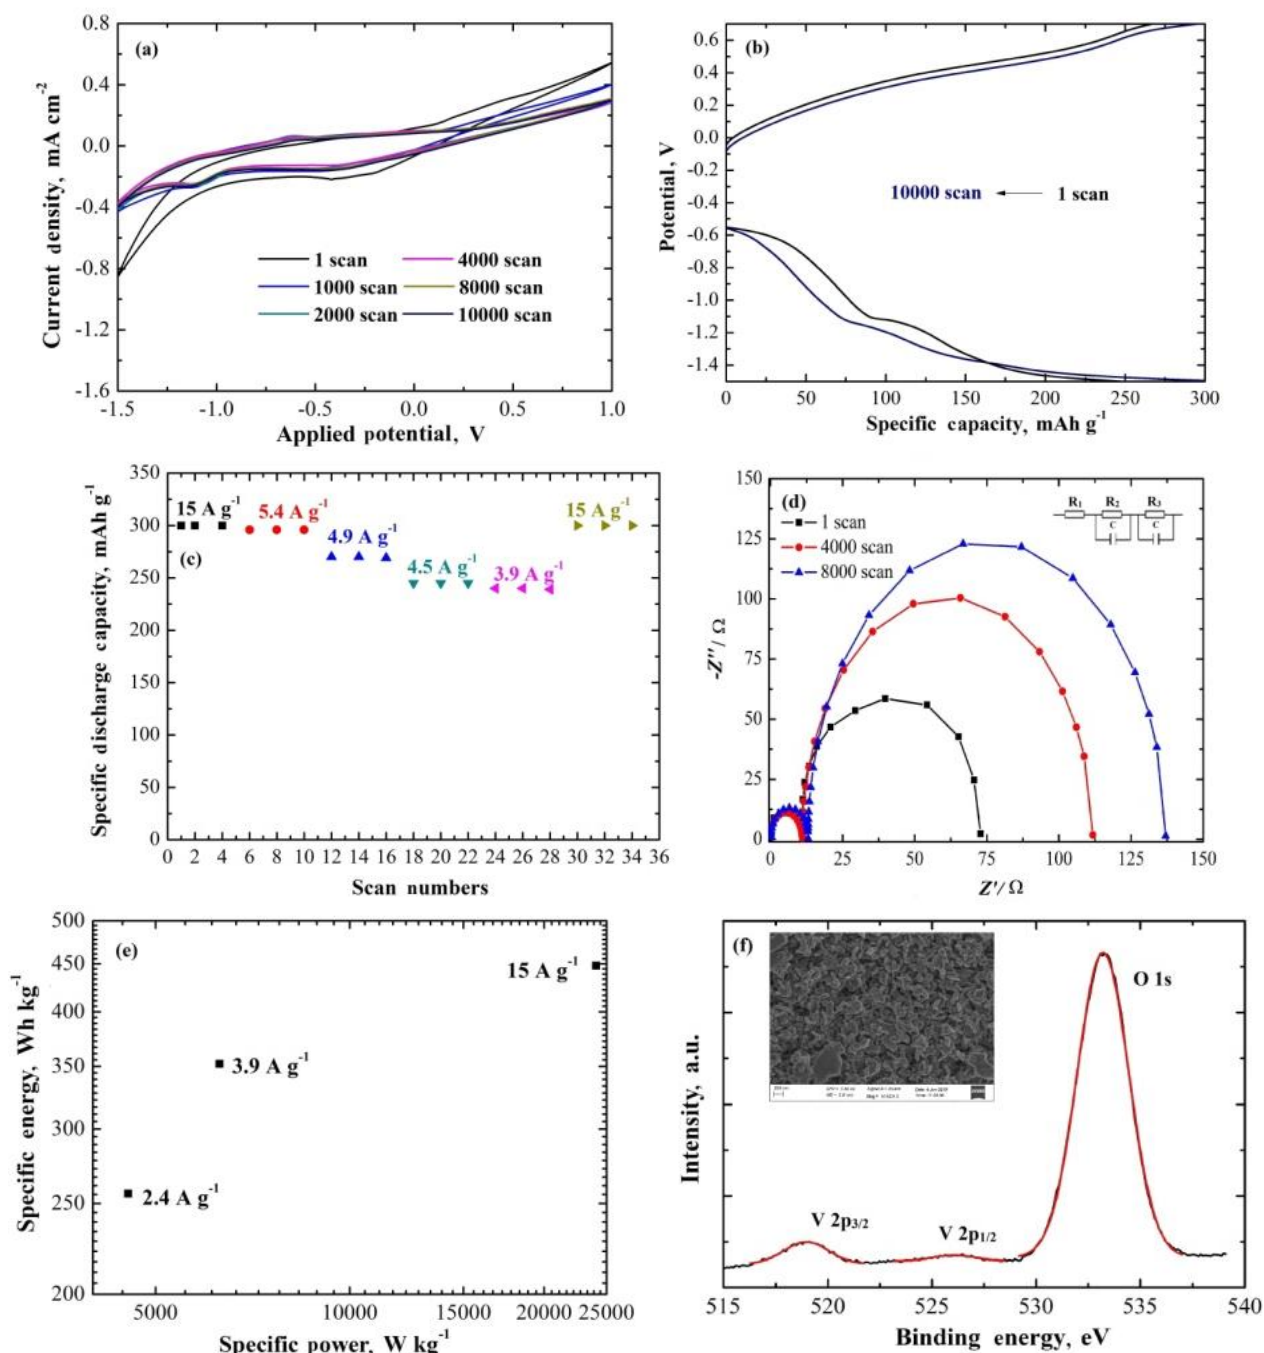 (a)
0.8
0.4
0.0
-0.4
-0.8
-1.2
-1.6
Current density, mA cm-2
1 scan
4000 scan
1000 scan
8000 scan
2000 scan
10000 scan
-1.5 -1.0 -0.5 0.0 0.5 1.0
Applied potential, V
(b)
0.6
0.4
0.2
0.0
-0.2
-0.4
-0.6
-0.8
-1.0
-1.2
-1.4
Potential, V
10000 scan
1 scan
0 50 100 150 200 250 300
Specific capacity, mAh g-1
350
300
250
200
150
100
50
0
Specific discharge capacity, mAh g-1
15 A g-1
5.4 A g-1
4.9 A g-1
4.5 A g-1
3.9 A g-1
15 A g-1
(c)
0 2 4 6 8 10 12 14 16 18 20 22 24 26 28 30 32 34 36
Scan numbers
(d)
150
125
100
75
50
25
0
-Z''/ Ω
1 scan
4000 scan
8000 scan
R1 R2 R3
C C
0 25 50 75 100 125 150
Z'/ Ω
(e)
500
450
400
350
300
250
200
Specific energy, Wh kg-1
15 A g-1
3.9 A g-1
2.4 A g-1
5000 10000 15000 20000 25000
Specific power, W kg-1
(f)
Intensity, a.u.
O 1s
V 2p3/2
V 2p1/2
515 520 525 530 535 540
Binding energy, eV